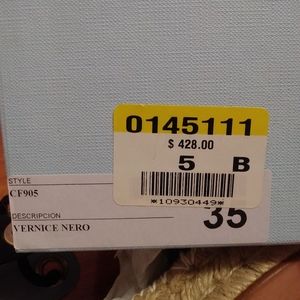 0145111
$ 428.00
5 B
*10930449*
STYLE
CF905
DESCRIPCION
35
VERNICE NERO